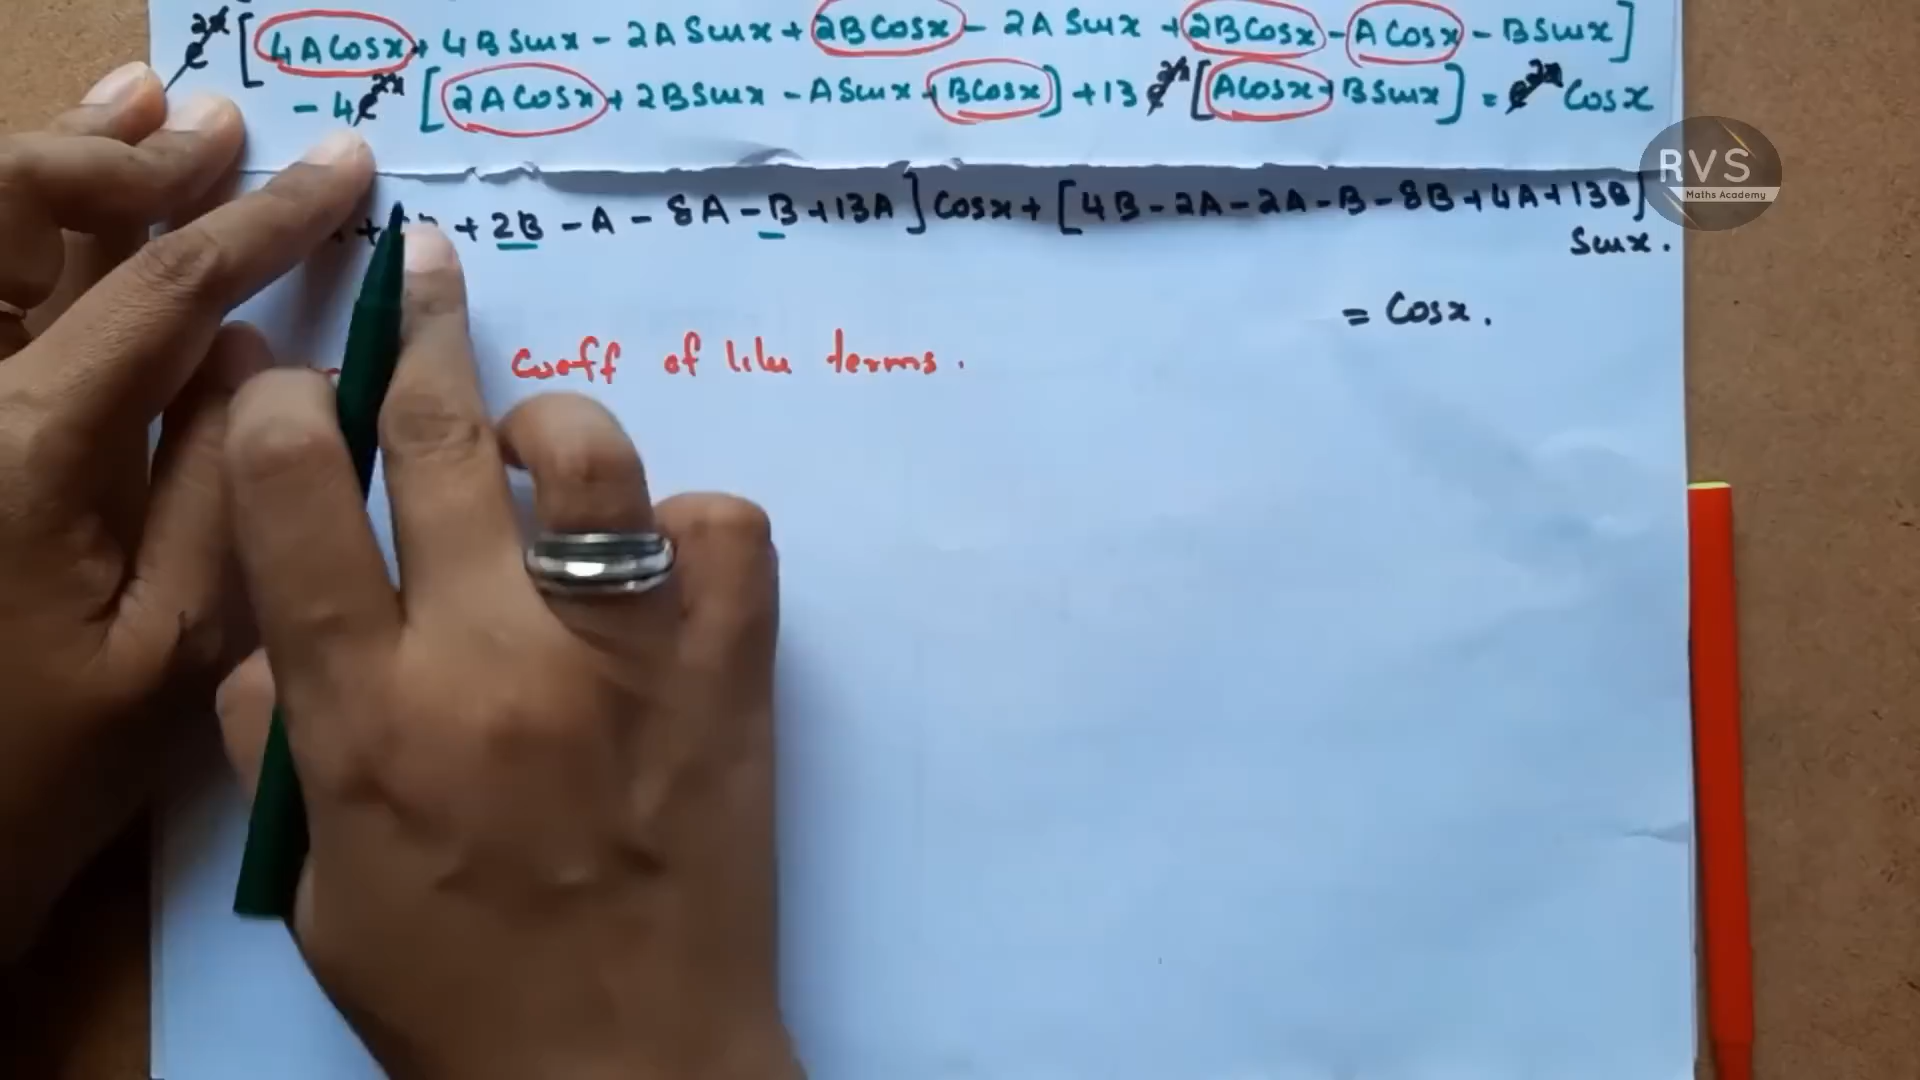 e^2x [4ACosx + 4BSinx - 2ASinx + 2BCosx - 2ASinx + 2BCosx - ACosx - BSinx]
- 4e^2x [2ACosx + 2BSinx - ASinx + BCosx] + 13 e^2x [ACosx + BSinx] = e^2x Cosx
+ 2B - A - 8A - B + 13A] Cosx + [4B - 2A - 2A - B - 8B + 4A + 13B]
Sinx.
= Cosx.
Coeff of like terms.
RVS
Maths Academy